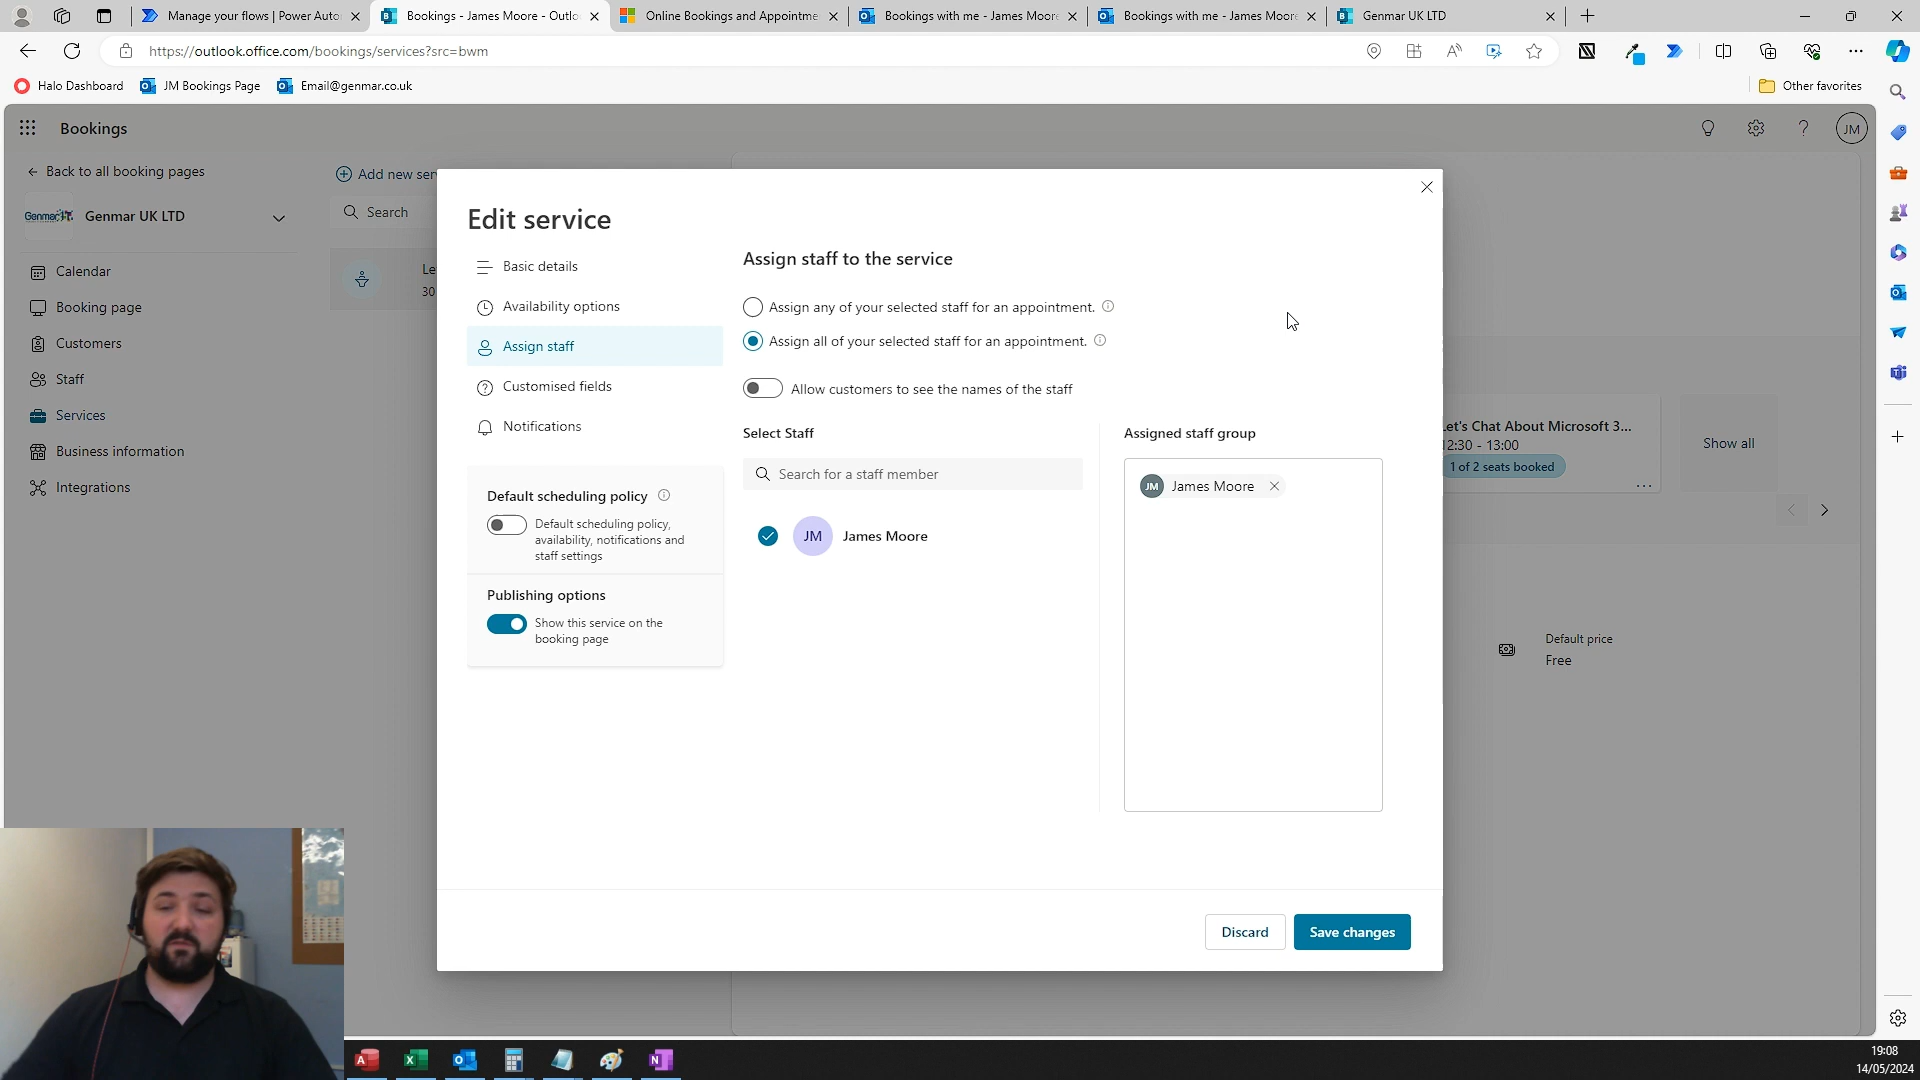 Manage your flows | Power Auto
Bookings - James Moore - Outlo
Online Bookings and Appointme
Bookings with me - James Moore
Bookings with me - James Moore
Genmar UK LTD
https://outlook.office.com/bookings/services?src=bwm
Halo Dashboard
JM Bookings Page
Email@genmar.co.uk
Other favorites
Bookings
JM
Back to all booking pages
Add new ser
Genmar UK LTD
Search
Calendar
Booking page
Customers
Staff
Services
Business information
Integrations
Le
30
Edit service
Basic details
Availability options
Assign staff
Customised fields
Notifications
Default scheduling policy
Default scheduling policy,
availability, notifications and
staff settings
Publishing options
Show this service on the
booking page
Assign staff to the service
Assign any of your selected staff for an appointment.
Assign all of your selected staff for an appointment.
Allow customers to see the names of the staff
Select Staff
Search for a staff member
JM James Moore
Assigned staff group
JM James Moore
Discard
Save changes
Let's Chat About Microsoft 3...
12:30 - 13:00
1 of 2 seats booked
Show all
Default price
Free
19:08
14/05/2024